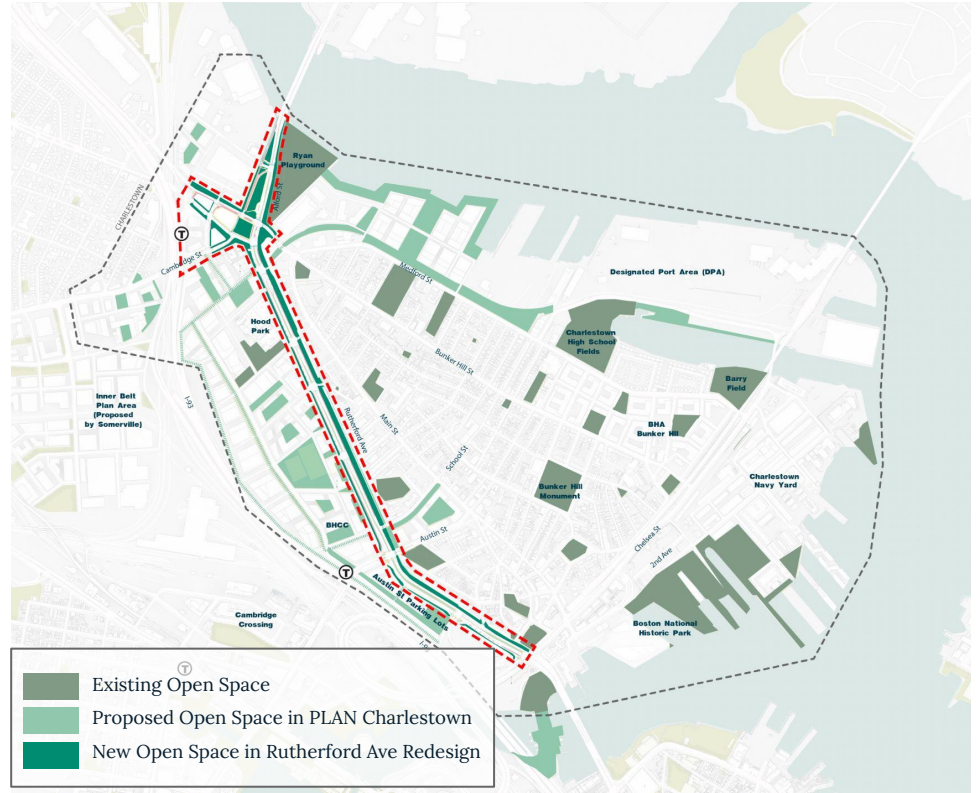 Ryan
Playground
Alford St
CHARLESTOWN
T
Cambridge St
Medford St
Designated Port Area (DPA)
Hood
Park
Charlestown
High School
Fields
Bunker Hill St
Barry
Field
I-93
Inner Belt
Plan Area
(Proposed
by Somerville)
Rutherford Ave
Main St
BHA
Bunker Hill
School St
Charlestown
Navy Yard
Bunker Hill
Monument
BHCC
Austin St
Chelsea St
2nd Ave
T
Austin St Parking Lots
Cambridge
Crossing
Boston National
Historic Park
T
Existing Open Space
Proposed Open Space in PLAN Charlestown
New Open Space in Rutherford Ave Redesign